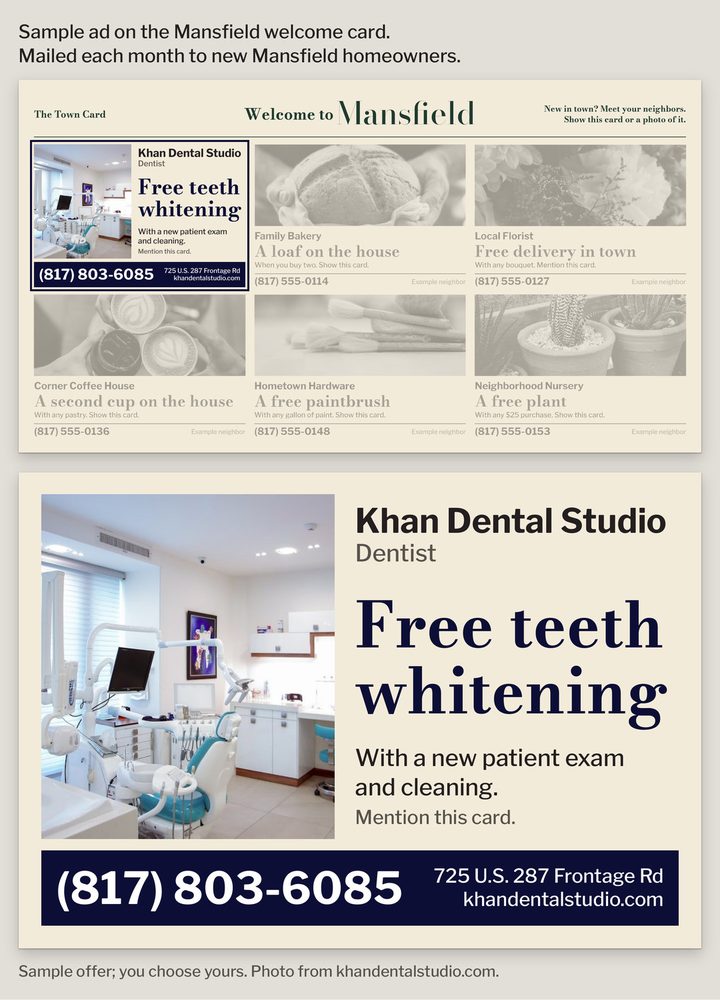 Sample ad on the Mansfield welcome card.
Mailed each month to new Mansfield homeowners.
The Town Card
Welcome to Mansfield
New in town? Meet your neighbors.
Show this card or a photo of it.
Khan Dental Studio
Dentist
Free teeth
whitening
With a new patient exam
and cleaning.
Mention this card.
(817) 803-6085
725 U.S. 287 Frontage Rd
khandentalstudio.com
Family Bakery
A loaf on the house
When you buy two. Show this card.
(817) 555-0114
Example neighbor
Local Florist
Free delivery in town
With any bouquet. Mention this card.
(817) 555-0127
Example neighbor
Corner Coffee House
A second cup on the house
With any pastry. Show this card.
(817) 555-0136
Example neighbor
Hometown Hardware
A free paintbrush
With any gallon of paint. Show this card.
(817) 555-0148
Example neighbor
Neighborhood Nursery
A free plant
With any $25 purchase. Show this card.
(817) 555-0153
Example neighbor
Khan Dental Studio
Dentist
Free teeth
whitening
With a new patient exam
and cleaning.
Mention this card.
(817) 803-6085
725 U.S. 287 Frontage Rd
khandentalstudio.com
Sample offer; you choose yours. Photo from khandentalstudio.com.